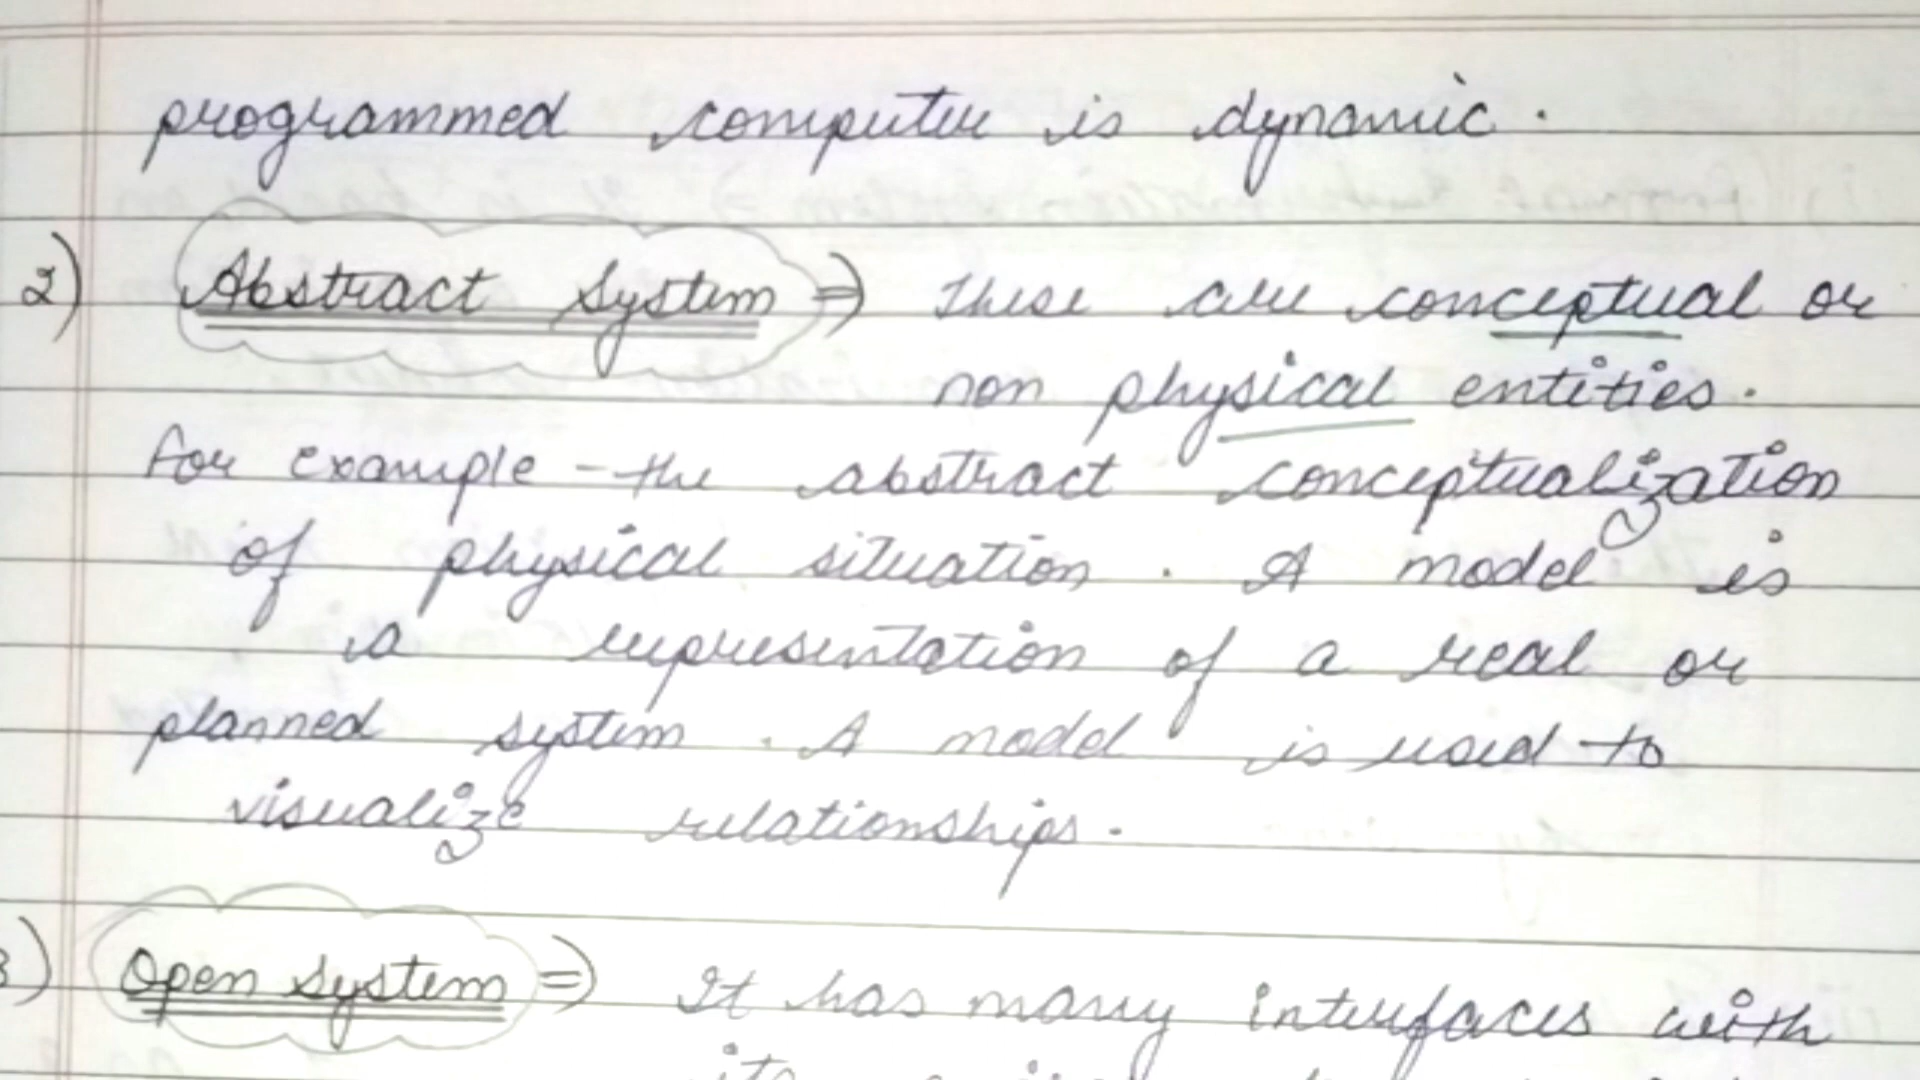 programmed computer is dynamic.
2) Abstract System ⇒ These are conceptual or
non physical entities.
For example - the abstract conceptualization
of physical situation. A model is
a representation of a real or
planned system. A model is used to
visualize relationships.
3) Open System ⇒ It has many interfaces with
its